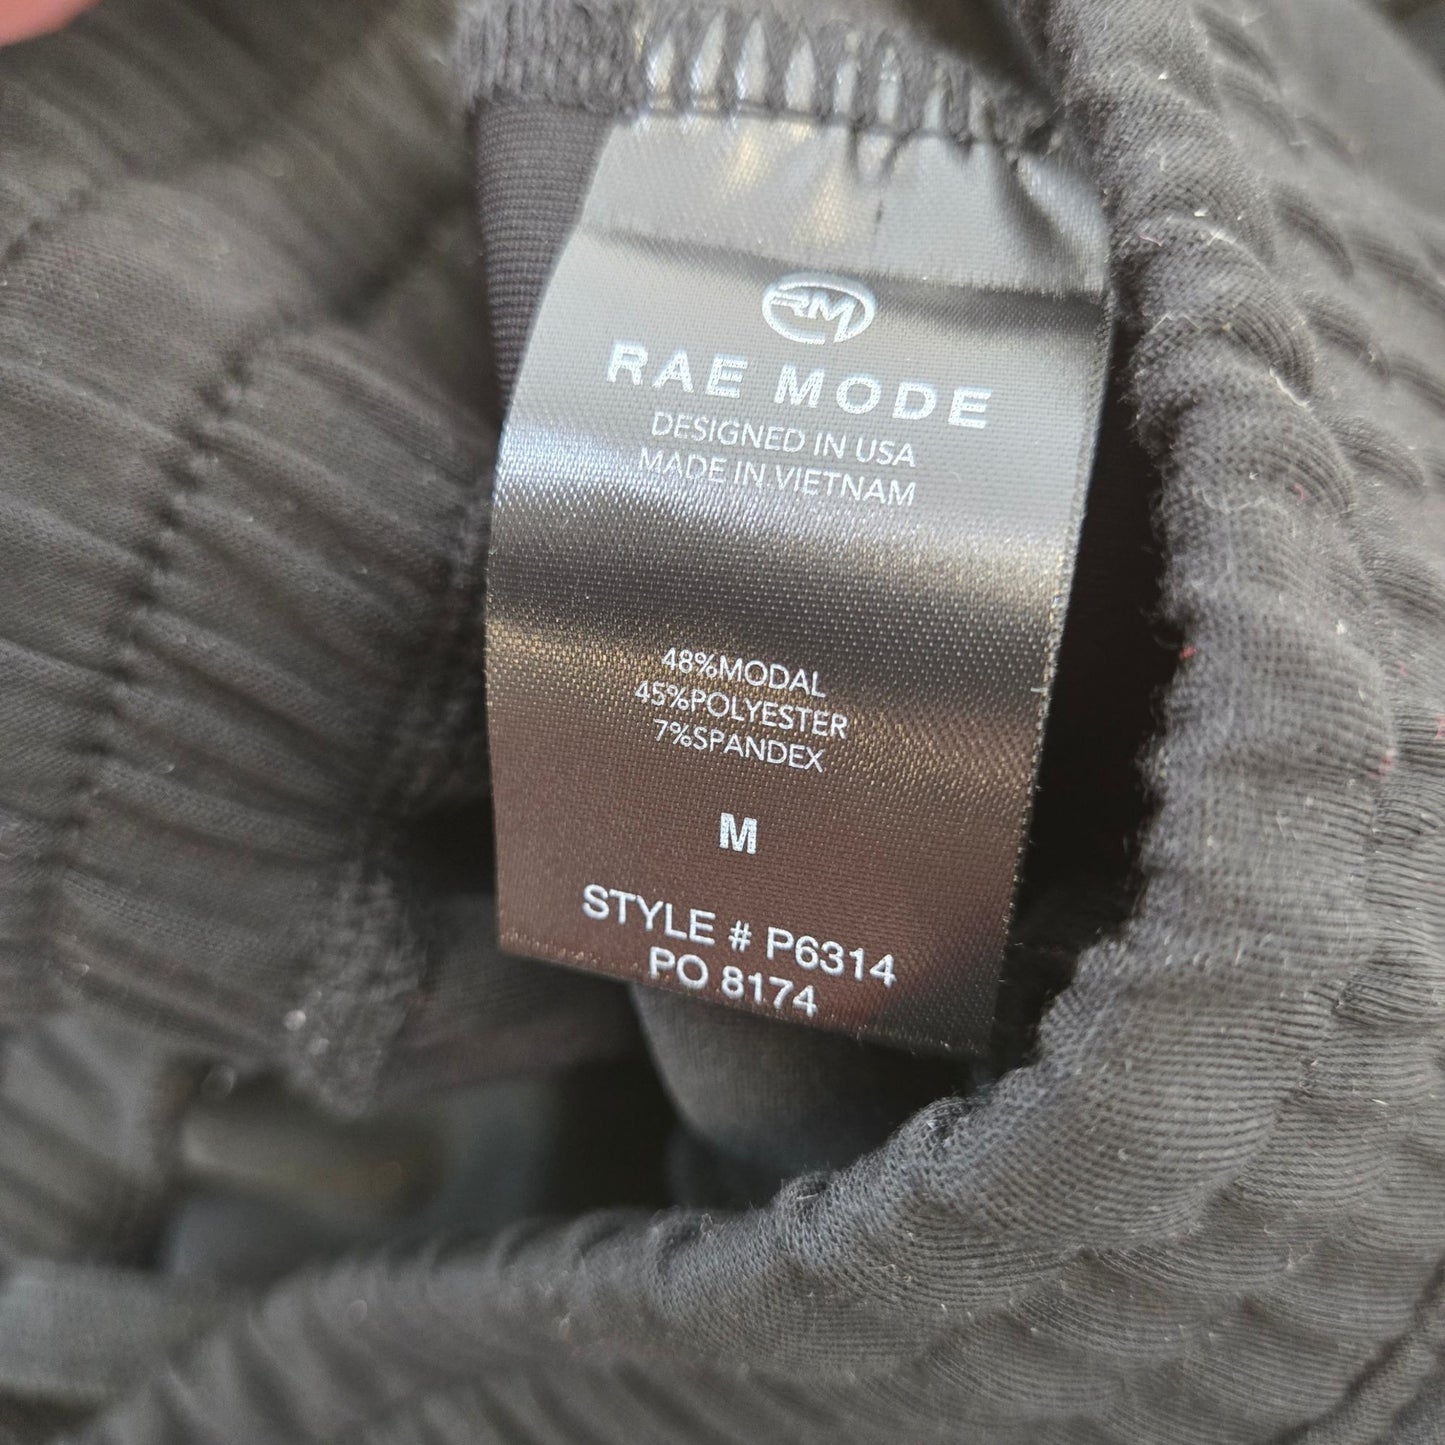 RM
RAE MODE
DESIGNED IN USA
MADE IN VIETNAM
48%MODAL
45%POLYESTER
7%SPANDEX
M
STYLE # P6314
PO 8174